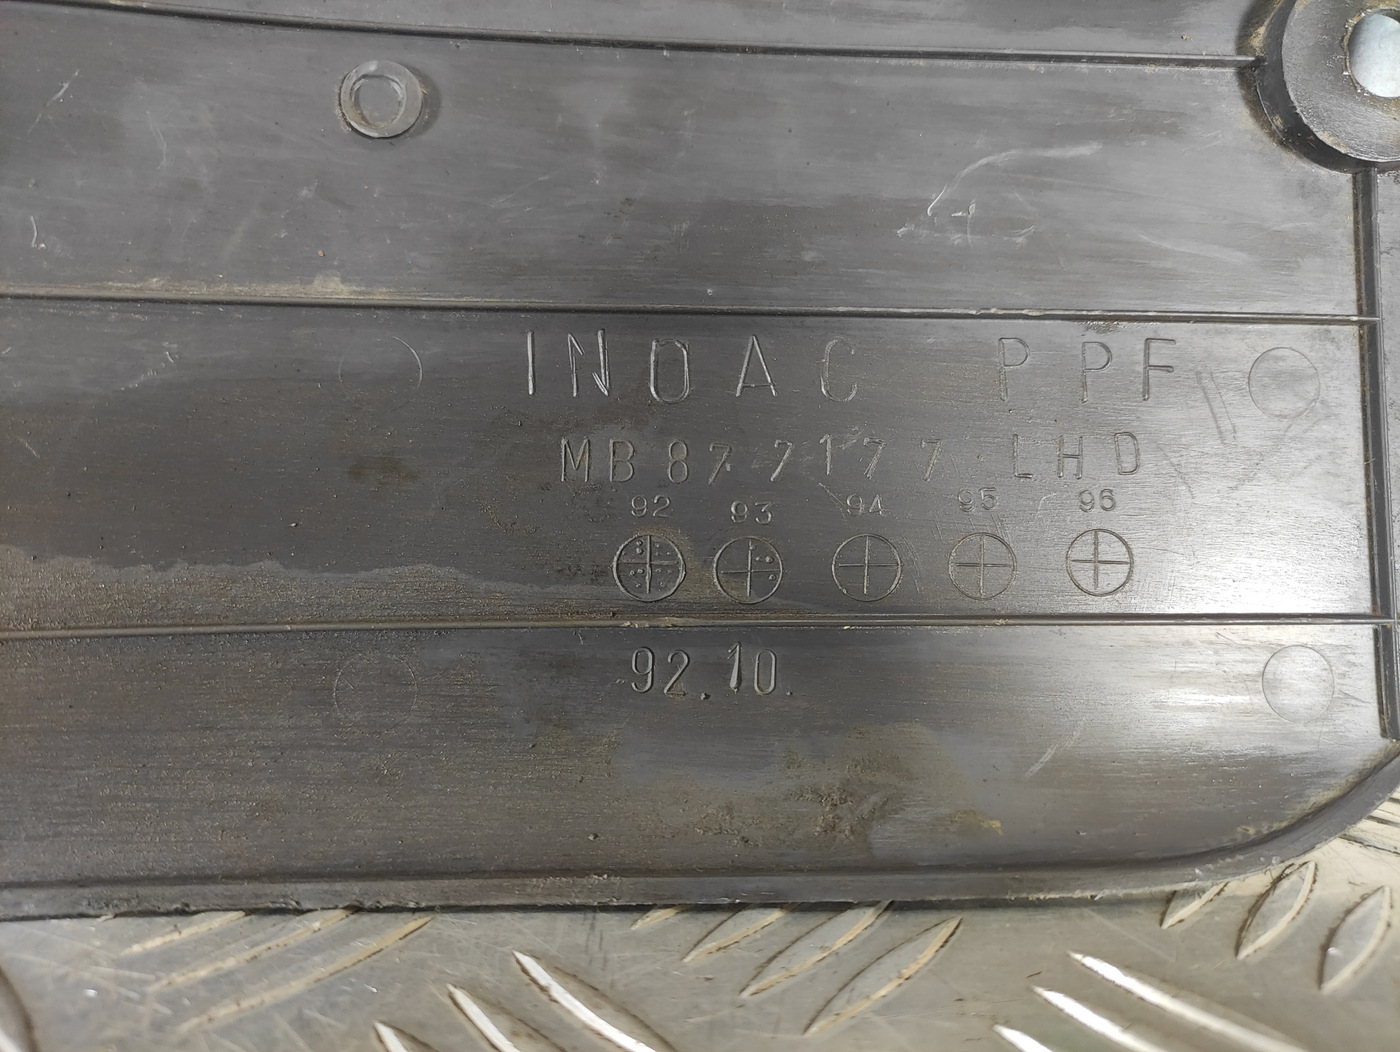 INOAC PPF
MB877177 LHD
92 93 94 95 96
92.10.